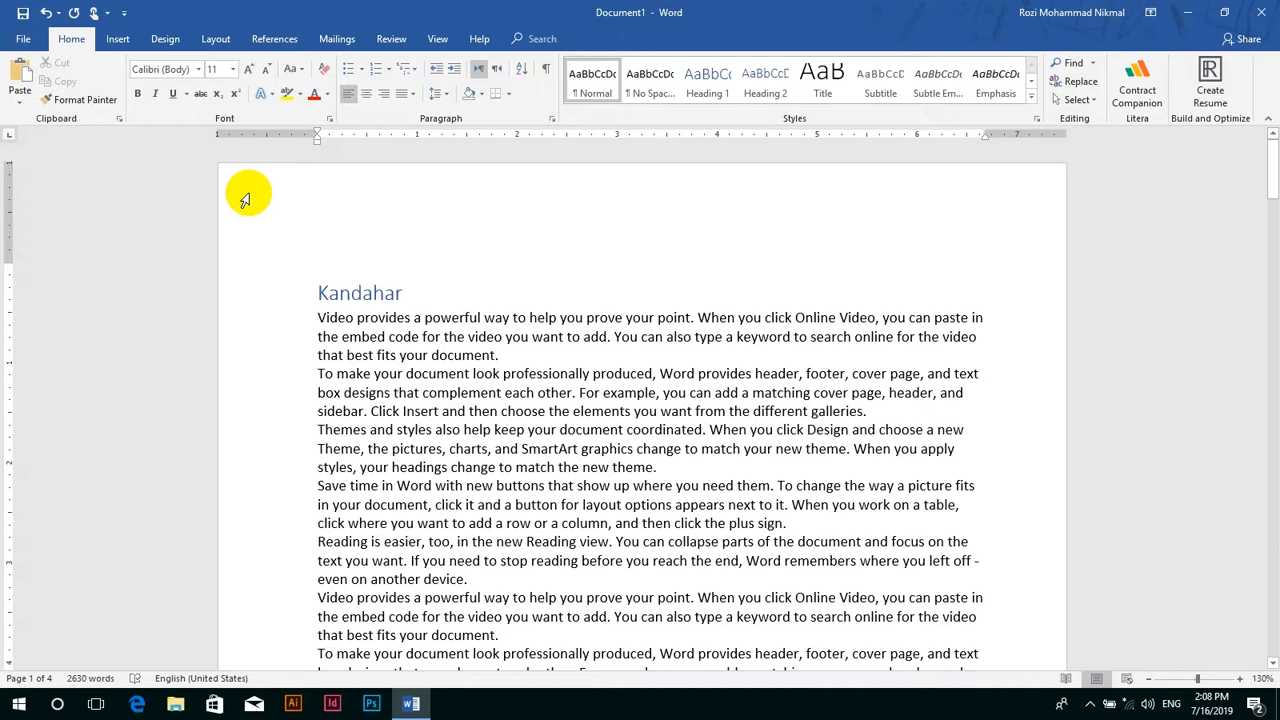 Document1 - Word
Rozi Mohammad Nikmal
File Home Insert Design Layout References Mailings Review View Help Search Share
Paste
Cut
Copy
Format Painter
Clipboard
Calibri (Body) 11
Font
Paragraph
AaBbCcDc AaBbCcDc AaBbCc AaBbCcD AaB AaBbCcD AaBbCcDc AaBbCcDc
¶ Normal ¶ No Spac... Heading 1 Heading 2 Title Subtitle Subtle Em... Emphasis
Styles
Find
Replace
Select
Editing
Contract Companion
Litera
Create Resume
Build and Optimize
1 1 2 3 4 5 6 7
Kandahar
Video provides a powerful way to help you prove your point. When you click Online Video, you can paste in
the embed code for the video you want to add. You can also type a keyword to search online for the video
that best fits your document.
To make your document look professionally produced, Word provides header, footer, cover page, and text
box designs that complement each other. For example, you can add a matching cover page, header, and
sidebar. Click Insert and then choose the elements you want from the different galleries.
Themes and styles also help keep your document coordinated. When you click Design and choose a new
Theme, the pictures, charts, and SmartArt graphics change to match your new theme. When you apply
styles, your headings change to match the new theme.
Save time in Word with new buttons that show up where you need them. To change the way a picture fits
in your document, click it and a button for layout options appears next to it. When you work on a table,
click where you want to add a row or a column, and then click the plus sign.
Reading is easier, too, in the new Reading view. You can collapse parts of the document and focus on the
text you want. If you need to stop reading before you reach the end, Word remembers where you left off -
even on another device.
Video provides a powerful way to help you prove your point. When you click Online Video, you can paste in
the embed code for the video you want to add. You can also type a keyword to search online for the video
that best fits your document.
To make your document look professionally produced, Word provides header, footer, cover page, and text
Page 1 of 4 2630 words English (United States) 130%
ENG 2:08 PM
7/16/2019